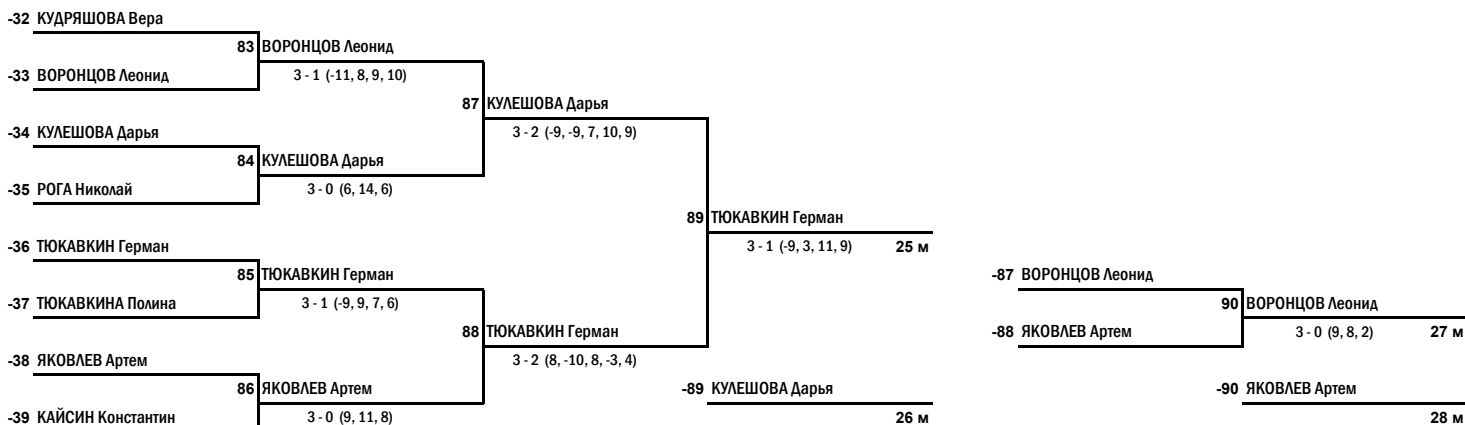 -32 КУДРЯШОВА Вера
83 ВОРОНЦОВ Леонид
-33 ВОРОНЦОВ Леонид
3 - 1 (-11, 8, 9, 10)
87 КУЛЕШОВА Дарья
3 - 2 (-9, -9, 7, 10, 9)
-34 КУЛЕШОВА Дарья
84 КУЛЕШОВА Дарья
-35 РОГА Николай
3 - 0 (6, 14, 6)
89 ТЮКАВКИН Герман
3 - 1 (-9, 3, 11, 9) 25 м
-36 ТЮКАВКИН Герман
85 ТЮКАВКИН Герман
-37 ТЮКАВКИНА Полина
3 - 1 (-9, 9, 7, 6)
88 ТЮКАВКИН Герман
3 - 2 (8, -10, 8, -3, 4)
-38 ЯКОВЛЕВ Артем
86 ЯКОВЛЕВ Артем
-39 КАЙСИН Константин
3 - 0 (9, 11, 8)
-89 КУЛЕШОВА Дарья
26 м
-87 ВОРОНЦОВ Леонид
90 ВОРОНЦОВ Леонид
-88 ЯКОВЛЕВ Артем
3 - 0 (9, 8, 2) 27 м
-90 ЯКОВЛЕВ Артем
28 м